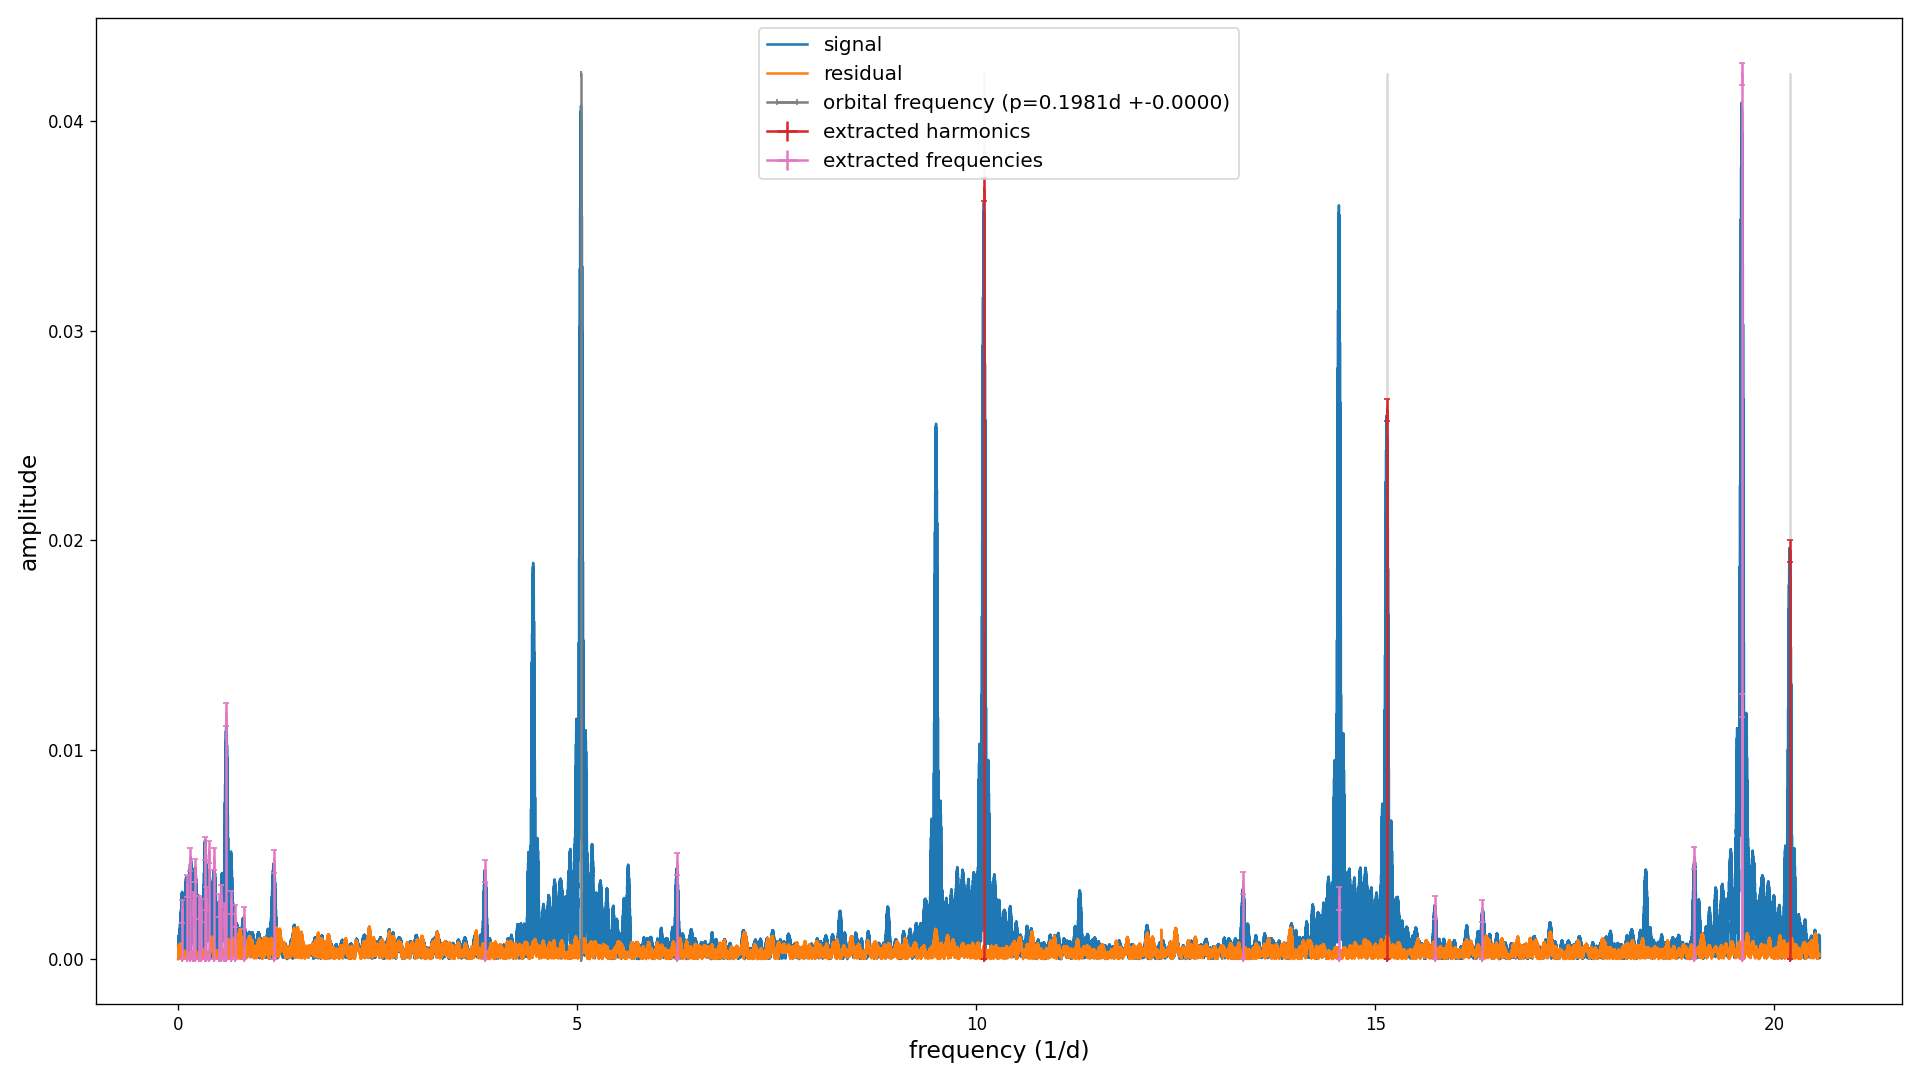 signal
residual
orbital frequency (p=0.1981d +-0.0000)
extracted harmonics
extracted frequencies
0.04
0.03
0.02
0.01
0.00
amplitude
0
5
10
15
20
frequency (1/d)